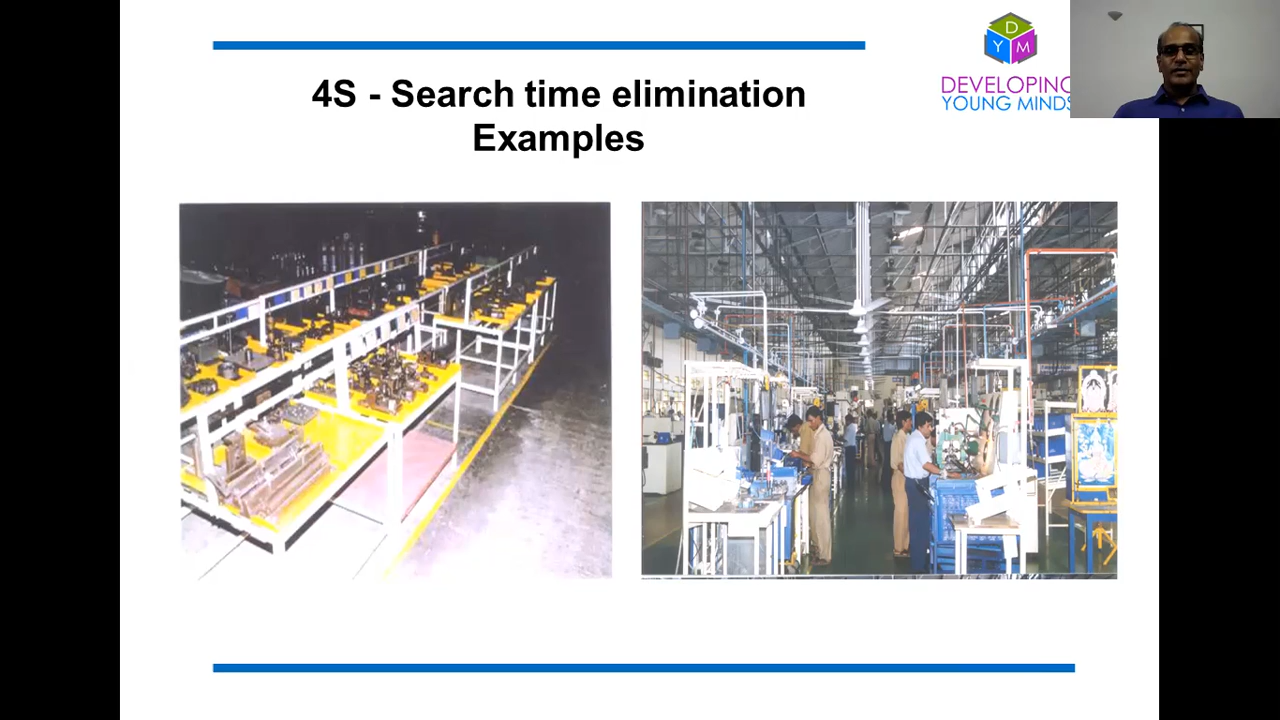 4S - Search time elimination
Examples
D
Y M
DEVELOPING
YOUNG MINDS